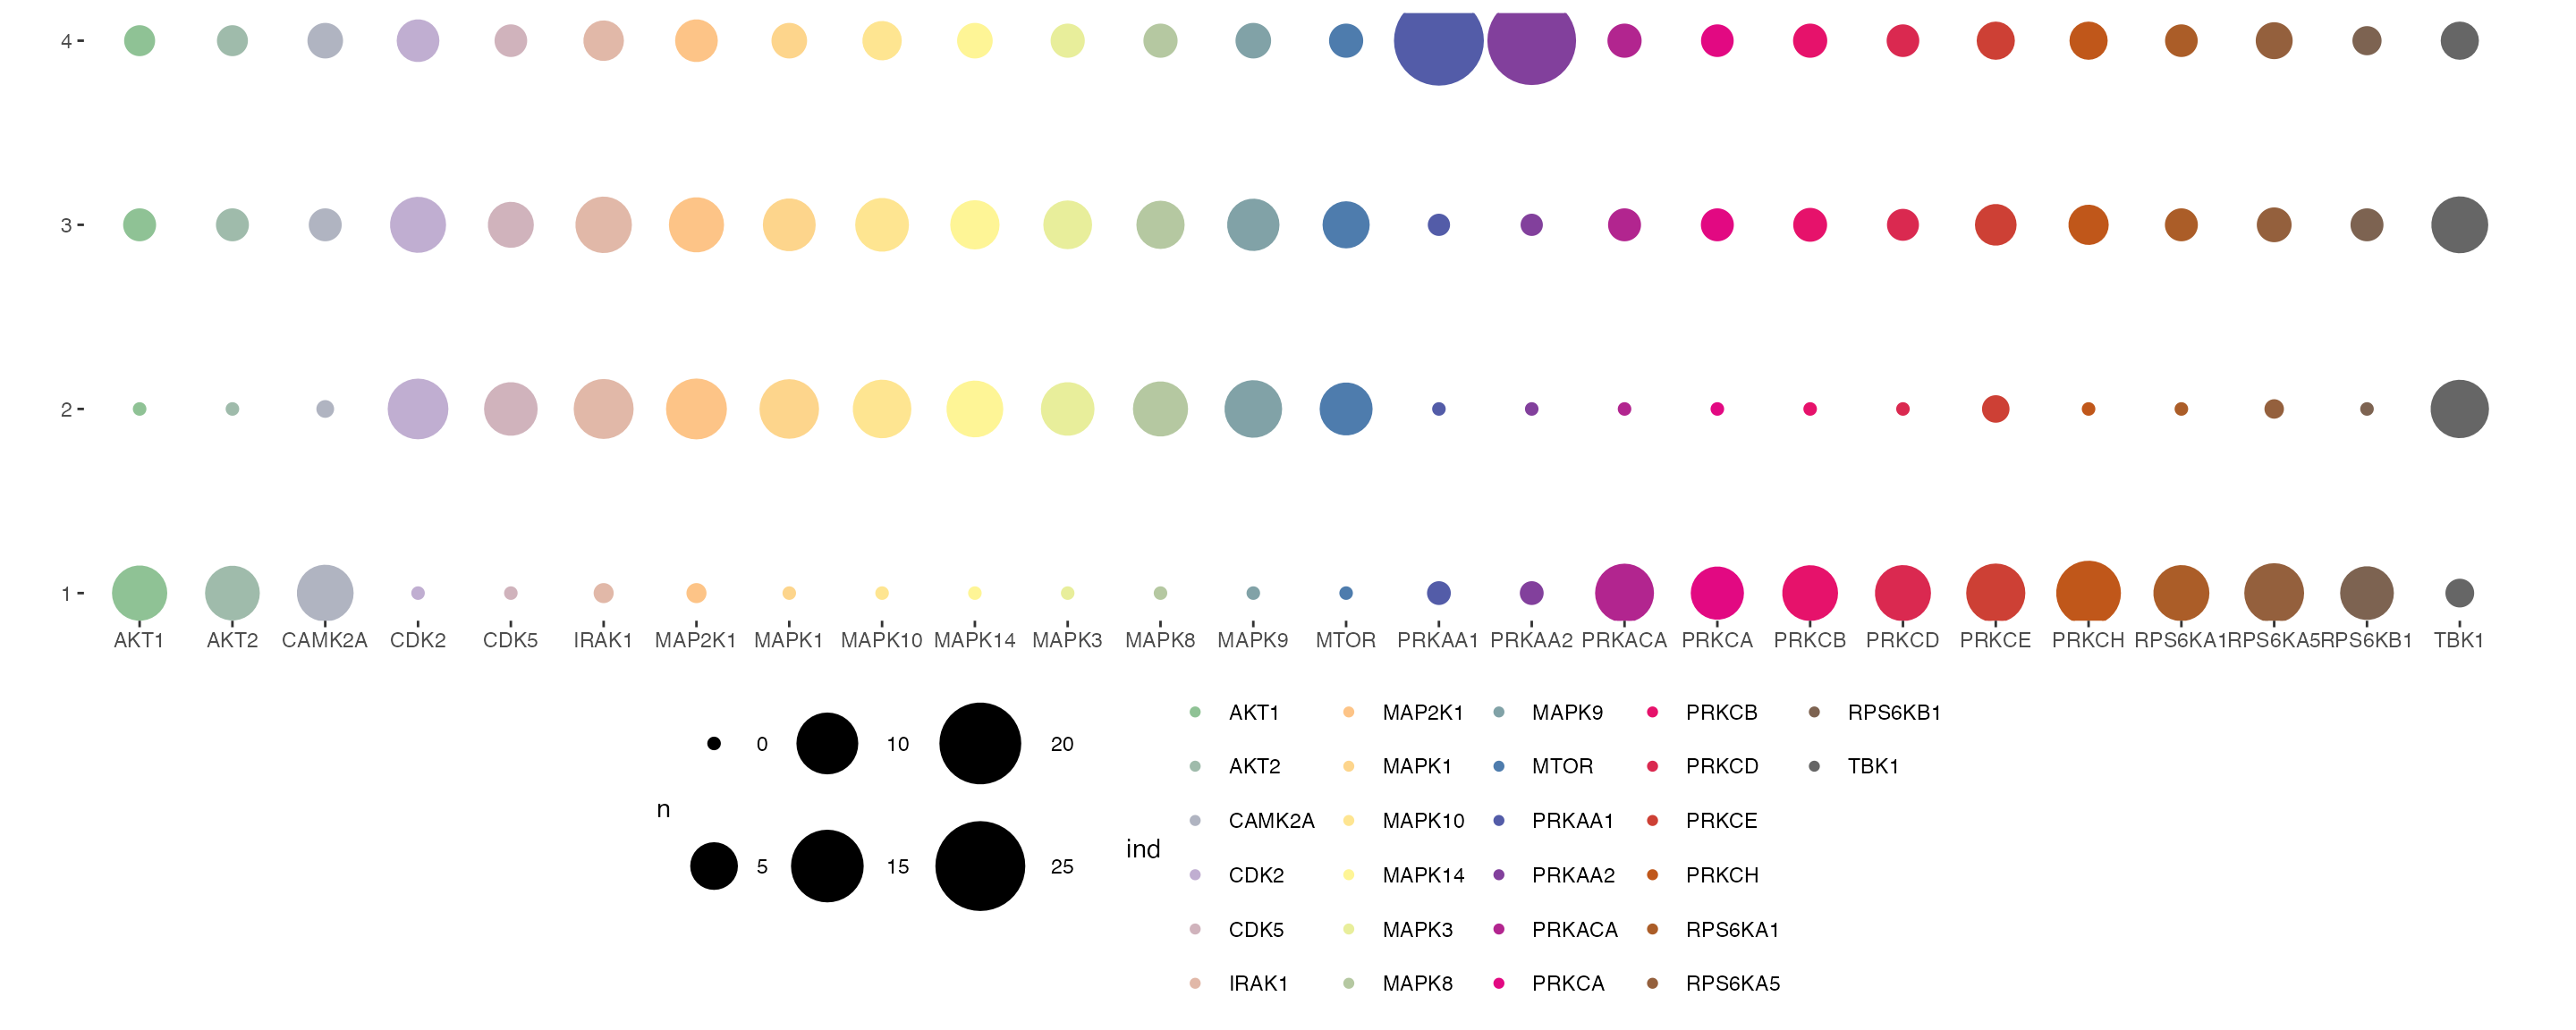 4
3
2
1
AKT1 AKT2 CAMK2A CDK2 CDK5 IRAK1 MAP2K1 MAPK1 MAPK10 MAPK14 MAPK3 MAPK8 MAPK9 MTOR PRKAA1 PRKAA2 PRKACA PRKCA PRKCB PRKCD PRKCE PRKCH RPS6KA1 RPS6KA5 RPS6KB1 TBK1
n
0 10 20
5 15 25
ind
AKT1 MAP2K1 MAPK9 PRKCB RPS6KB1
AKT2 MAPK1 MTOR PRKCD TBK1
CAMK2A MAPK10 PRKAA1 PRKCE
CDK2 MAPK14 PRKAA2 PRKCH
CDK5 MAPK3 PRKACA RPS6KA1
IRAK1 MAPK8 PRKCA RPS6KA5